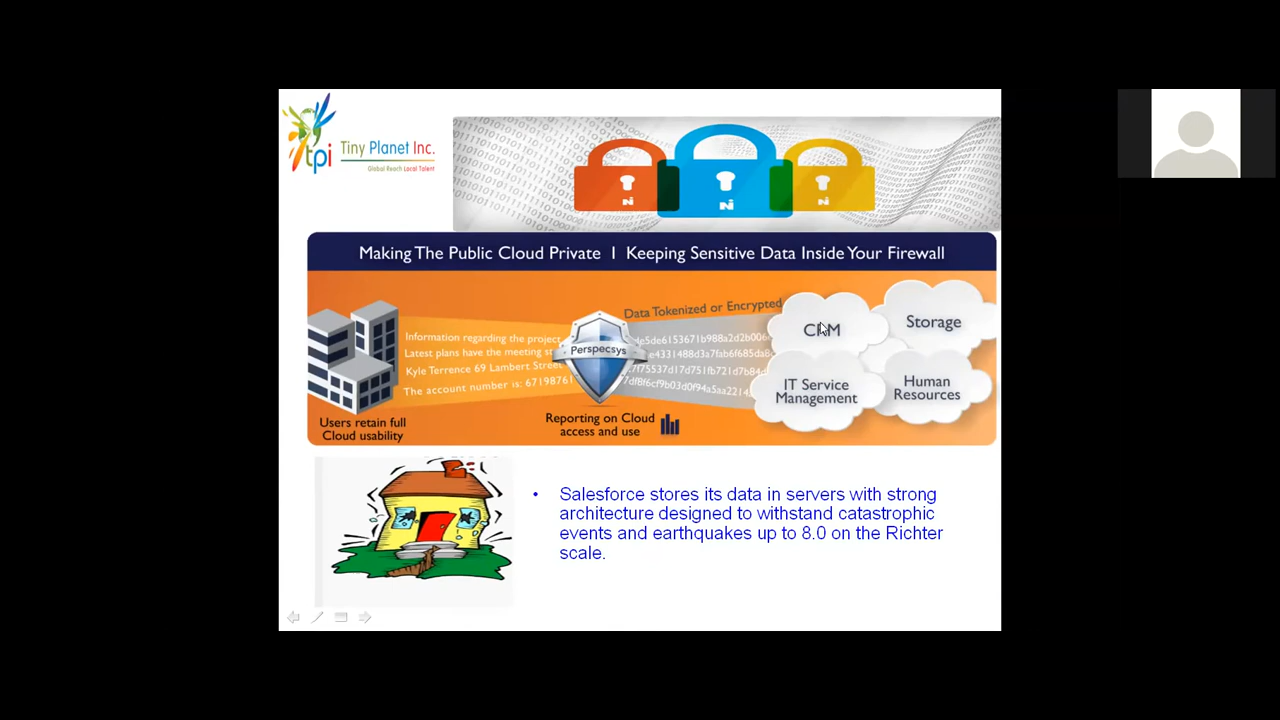 tpi
Tiny Planet Inc.
Global Reach Local Talent
Making The Public Cloud Private I Keeping Sensitive Data Inside Your Firewall
Data Tokenized or Encrypted
Information regarding the project
Latest plans have the meeting
Kyle Terrence 69 Lambert Street
The account number is: 6719876
Perspecsys
CRM
Storage
IT Service
Management
Human
Resources
Users retain full
Cloud usability
Reporting on Cloud
access and use
• Salesforce stores its data in servers with strong
architecture designed to withstand catastrophic
events and earthquakes up to 8.0 on the Richter
scale.